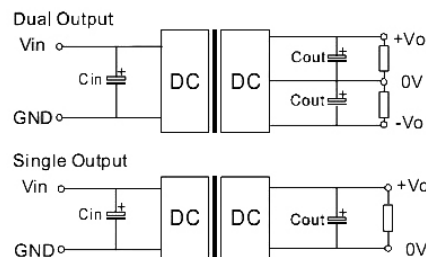 Dual Output
Vin
Cin
+
DC
DC
Cout
+
Cout
+
+Vo
0V
-Vo
GND
Single Output
Vin
Cin
+
DC
DC
Cout
+
+Vo
0V
GND